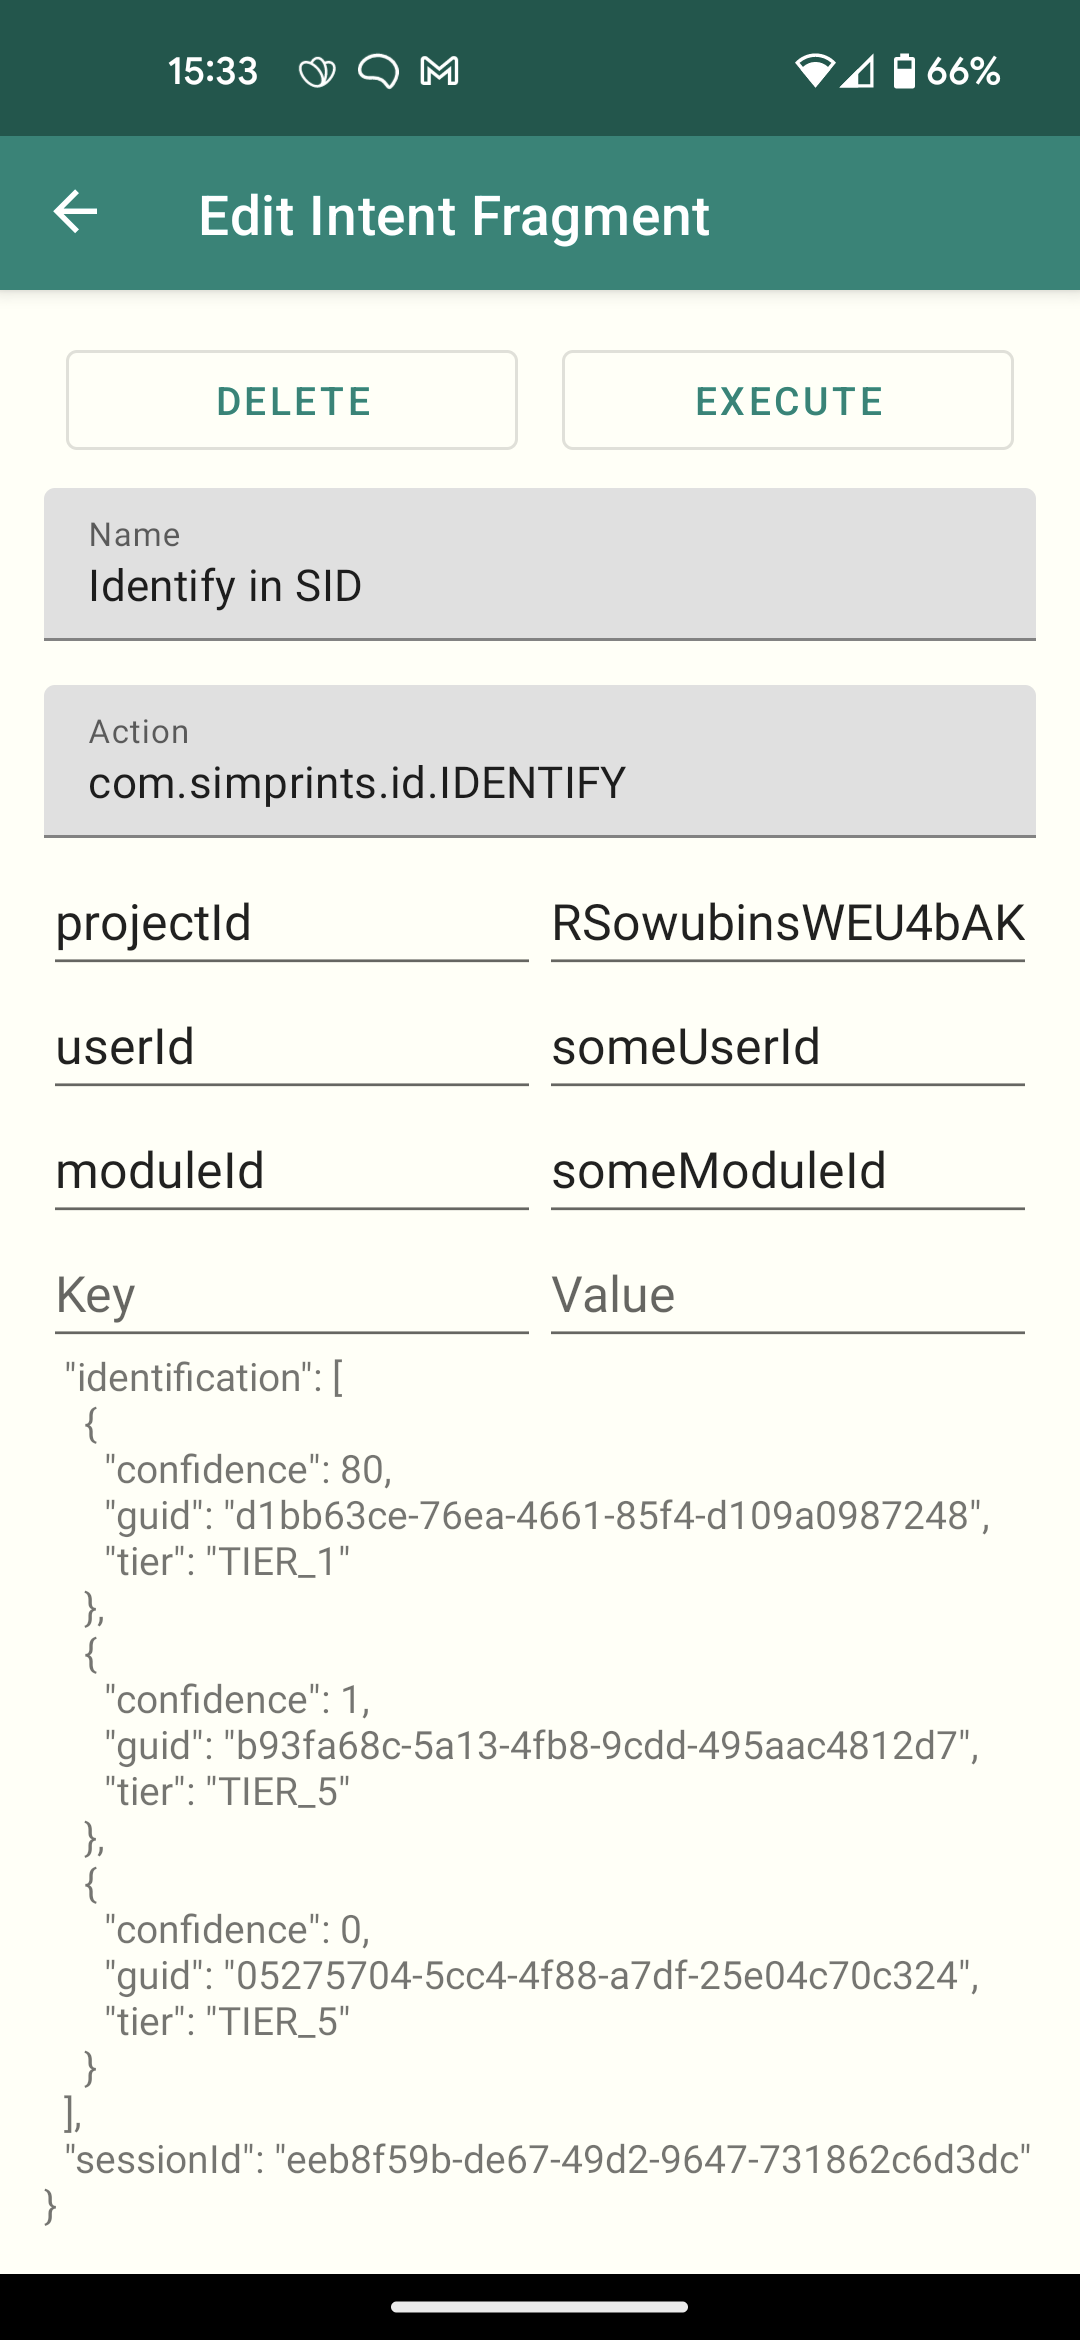 15:33 66%
Edit Intent Fragment
DELETE EXECUTE
Name
Identify in SID
Action
com.simprints.id.IDENTIFY
projectId RSowubinsWEU4bAK
userId someUserId
moduleId someModuleId
Key Value
"identification": [
{
"confidence": 80,
"guid": "d1bb63ce-76ea-4661-85f4-d109a0987248",
"tier": "TIER_1"
},
{
"confidence": 1,
"guid": "b93fa68c-5a13-4fb8-9cdd-495aac4812d7",
"tier": "TIER_5"
},
{
"confidence": 0,
"guid": "05275704-5cc4-4f88-a7df-25e04c70c324",
"tier": "TIER_5"
}
],
"sessionId": "eeb8f59b-de67-49d2-9647-731862c6d3dc"
}